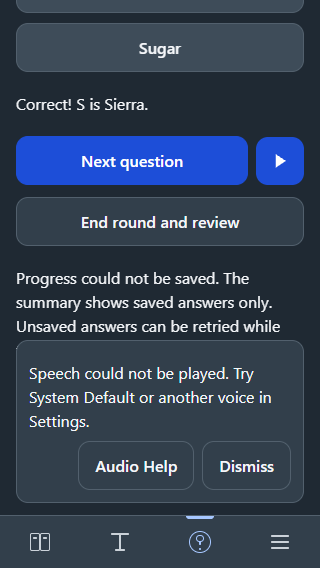 Sugar
Correct! S is Sierra.
Next question
End round and review
Progress could not be saved. The
summary shows saved answers only.
Unsaved answers can be retried while
Speech could not be played. Try
System Default or another voice in
Settings.
Audio Help
Dismiss